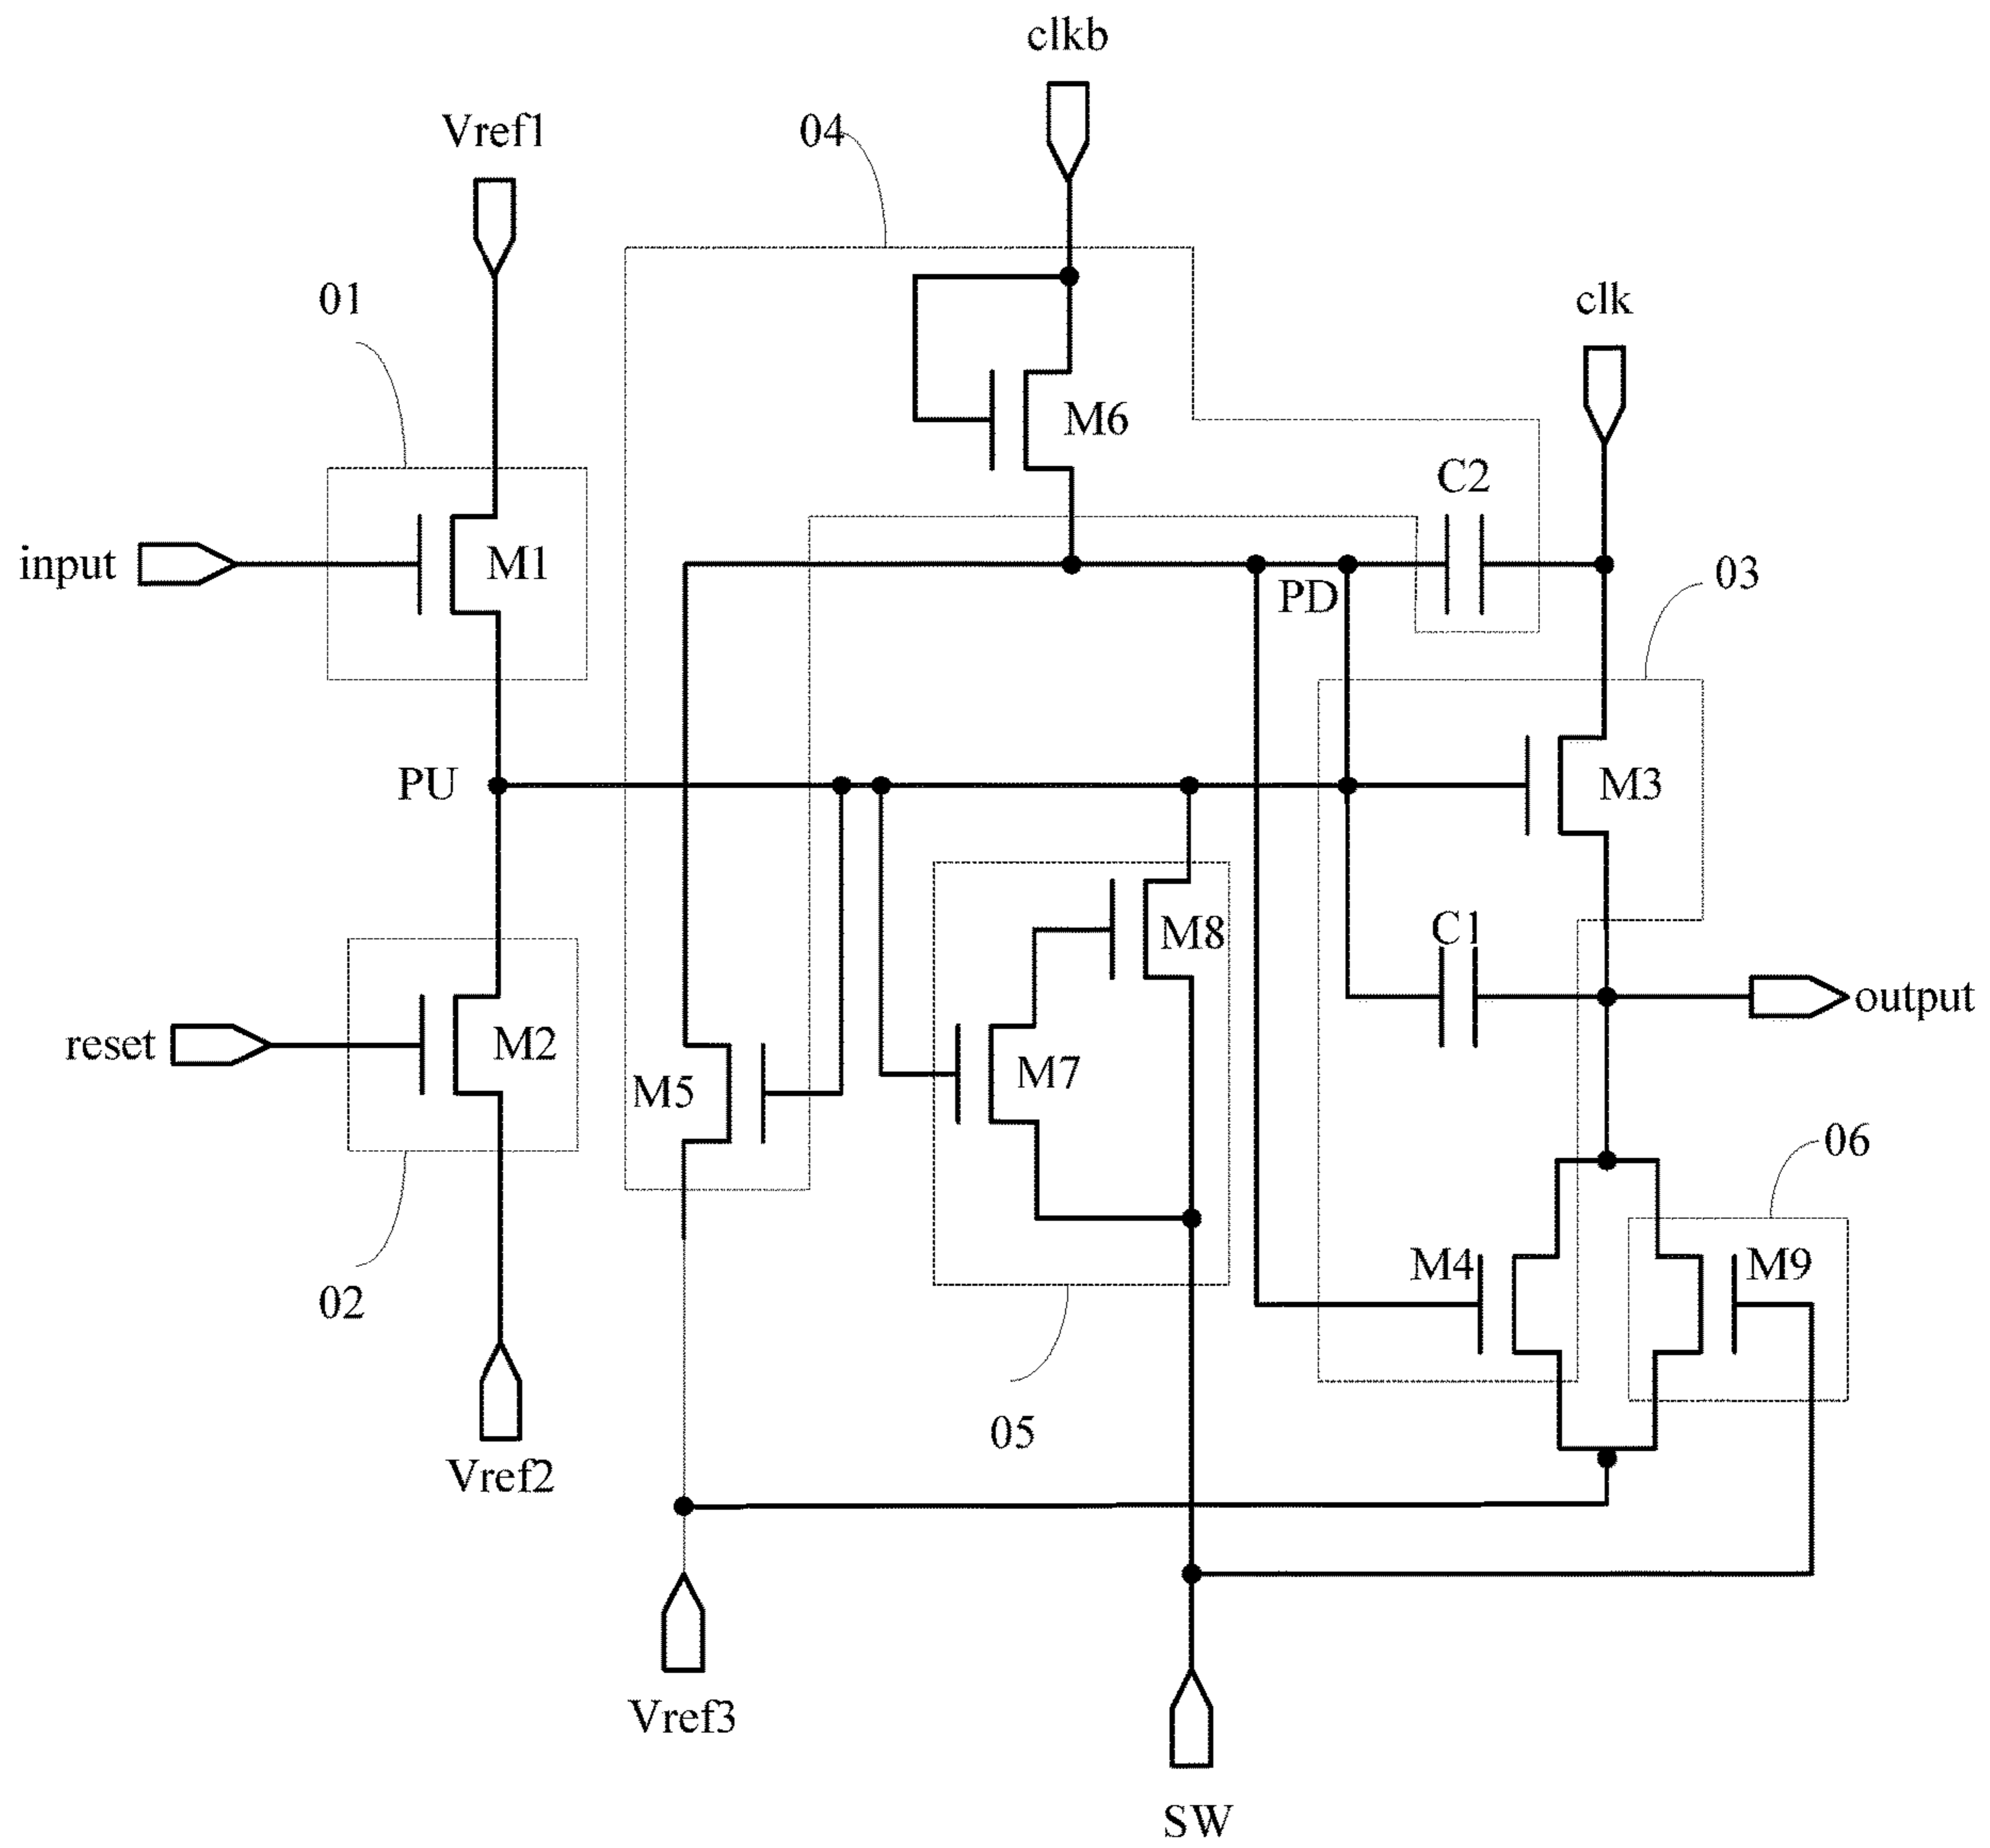 clkb
Vref1
04
01
clk
M6
C2
input
M1
03
PD
PU
M3
M8
C1
output
reset
M2
M7
M5
06
M4
M9
02
05
Vref2
Vref3
SW